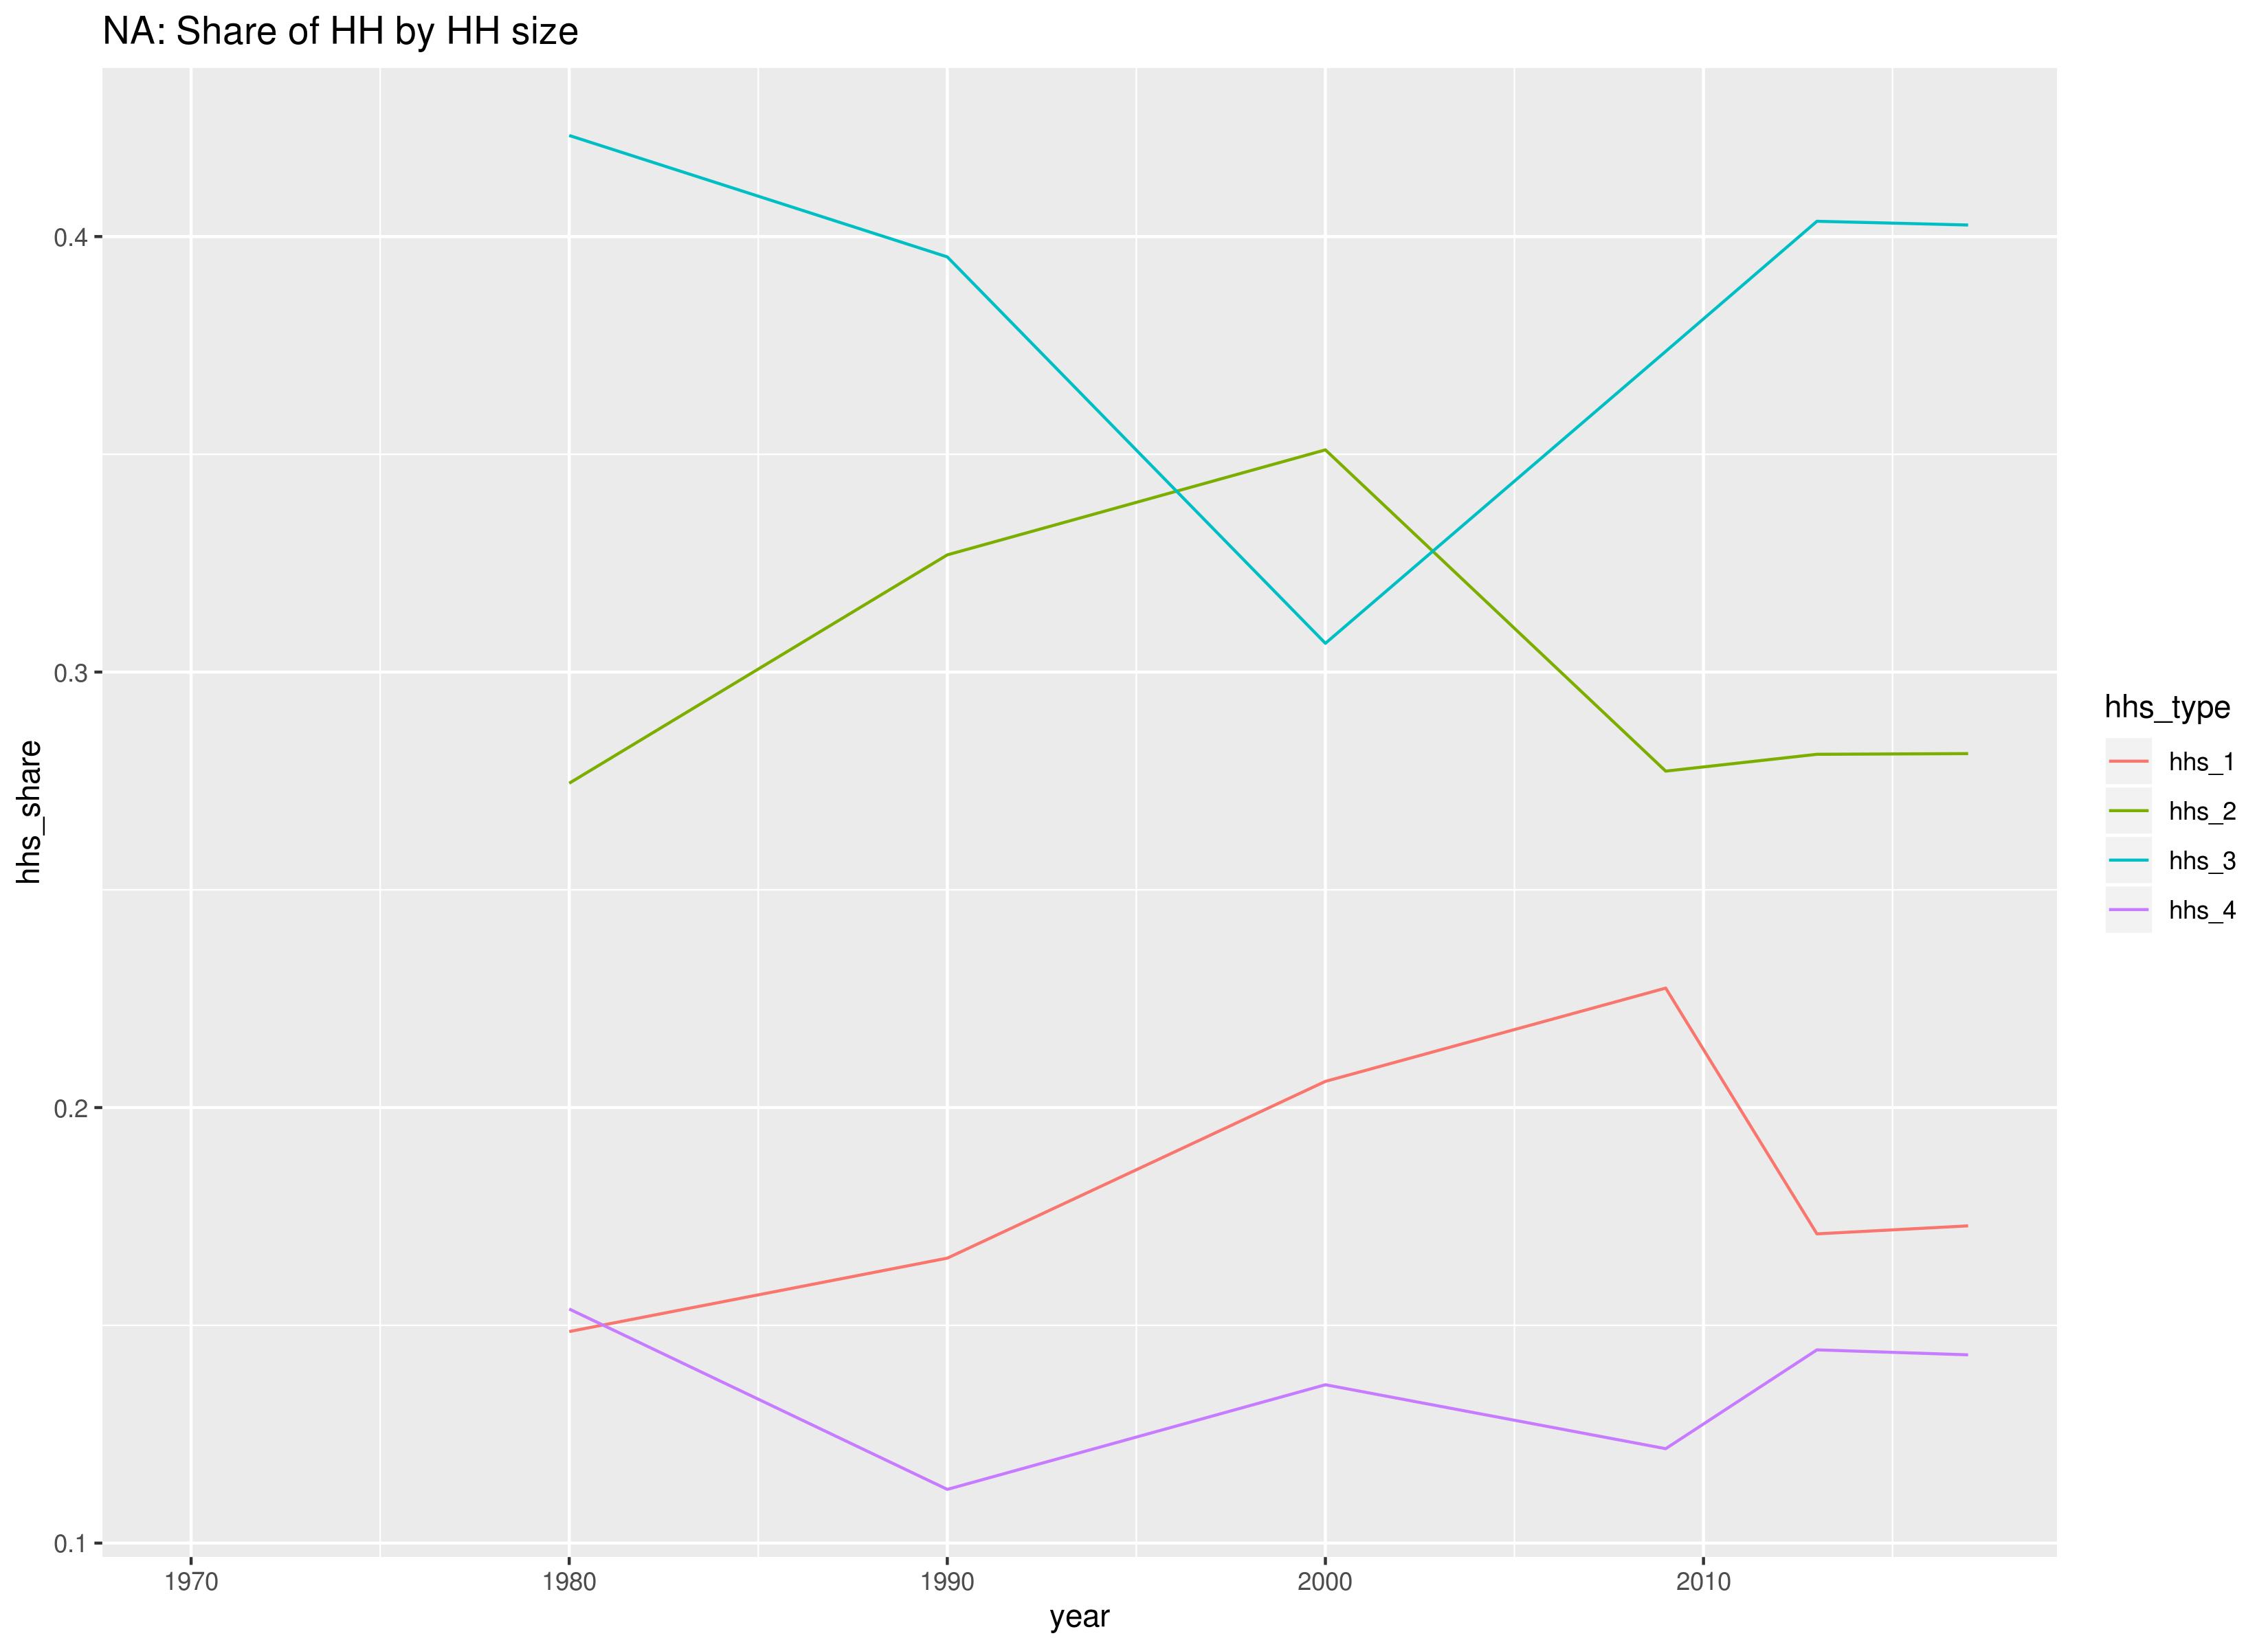 NA: Share of HH by HH size
hhs_share
0.4
0.3
0.2
0.1
1970 1980 1990 2000 2010
year
hhs_type
hhs_1
hhs_2
hhs_3
hhs_4